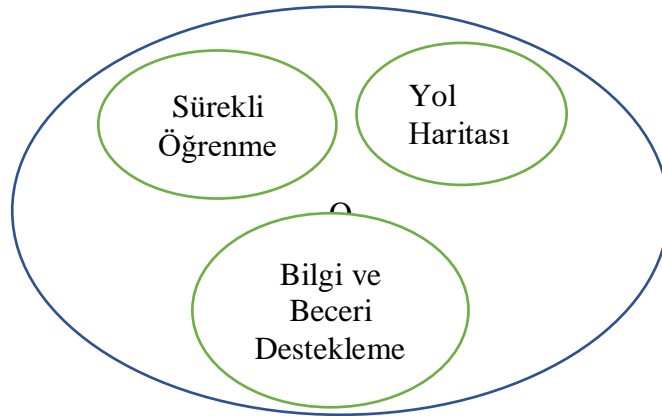 Sürekli
Öğrenme
Yol
Haritası
Bilgi ve
Beceri
Destekleme